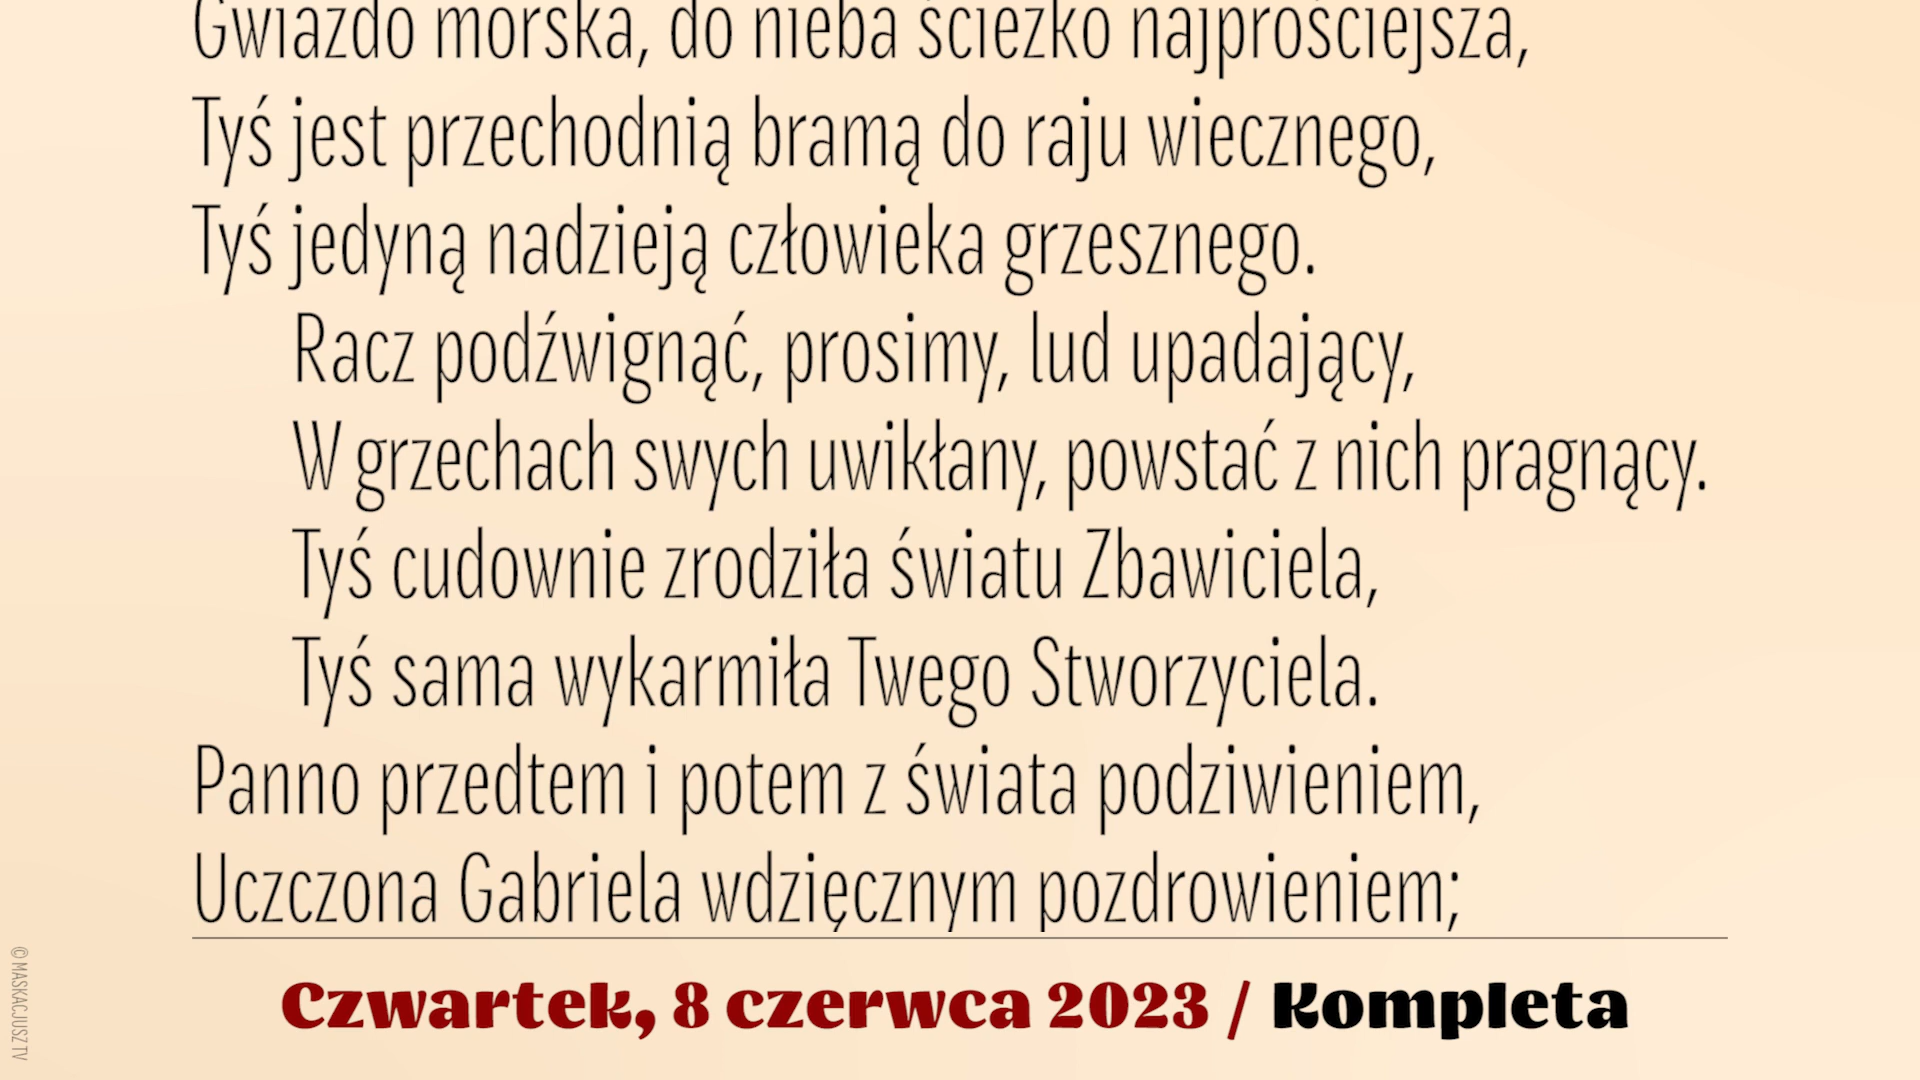 Gwiazdo morska, do nieba ścieżko najprościejsza,
Tyś jest przechodnią bramą do raju wiecznego,
Tyś jedyną nadzieją człowieka grzesznego.
Racz podźwignąć, prosimy, lud upadający,
W grzechach swych uwikłany, powstać z nich pragnący.
Tyś cudownie zrodziła światu Zbawiciela,
Tyś sama wykarmiła Twego Stworzyciela.
Panno przedtem i potem z świata podziwieniem,
Uczczona Gabriela wdzięcznym pozdrowieniem;
Czwartek, 8 czerwca 2023 / Kompleta
© MASKACJUSZ TV